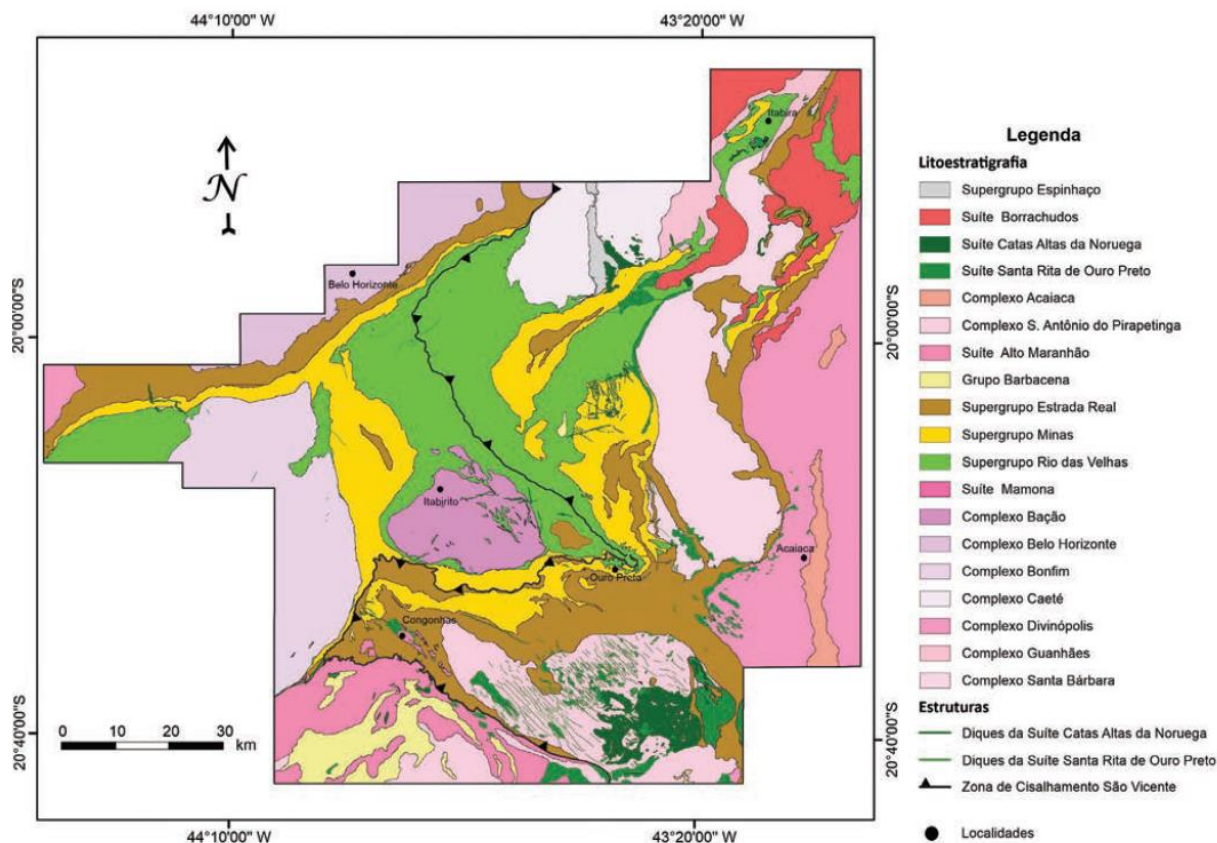 44°10'00" W
43°20'00" W
N
Itabira
Belo Horizonte
20°00'00"S
20°00'00"S
Itabirito
Acaiaca
Ouro Preto
Congonhas
0 10 20 30
km
20°40'00"S
20°40'00"S
44°10'00" W
43°20'00" W
Legenda
Litoestratigrafia
Supergrupo Espinhaço
Suíte Borrachudos
Suíte Catas Altas da Noruega
Suíte Santa Rita de Ouro Preto
Complexo Acaiaca
Complexo S. Antônio do Pirapetinga
Suíte Alto Maranhão
Grupo Barbacena
Supergrupo Estrada Real
Supergrupo Minas
Supergrupo Rio das Velhas
Suíte Mamona
Complexo Bação
Complexo Belo Horizonte
Complexo Bonfim
Complexo Caeté
Complexo Divinópolis
Complexo Guanhães
Complexo Santa Bárbara
Estruturas
Diques da Suíte Catas Altas da Noruega
Diques da Suíte Santa Rita de Ouro Preto
Zona de Cisalhamento São Vicente
Localidades